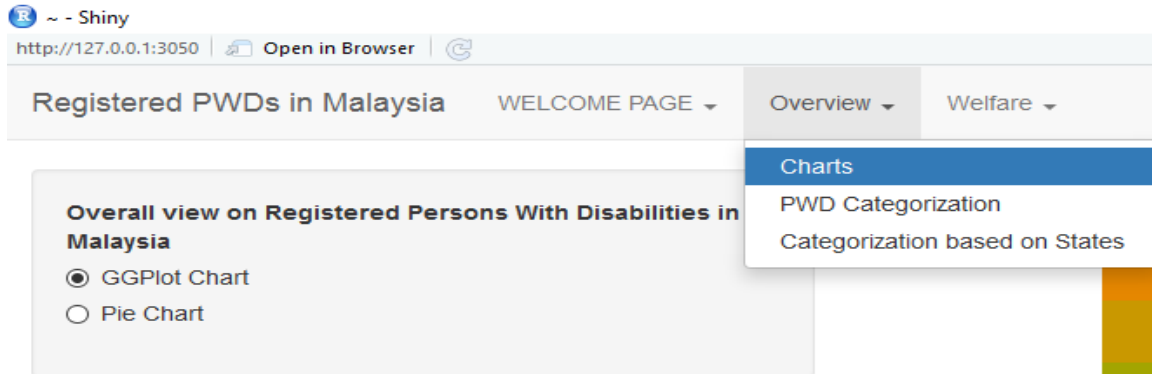 R ~ - Shiny
http://127.0.0.1:3050 Open in Browser
Registered PWDs in Malaysia WELCOME PAGE Overview Welfare
Charts
PWD Categorization
Categorization based on States
Overall view on Registered Persons With Disabilities in
Malaysia
GGPlot Chart
Pie Chart